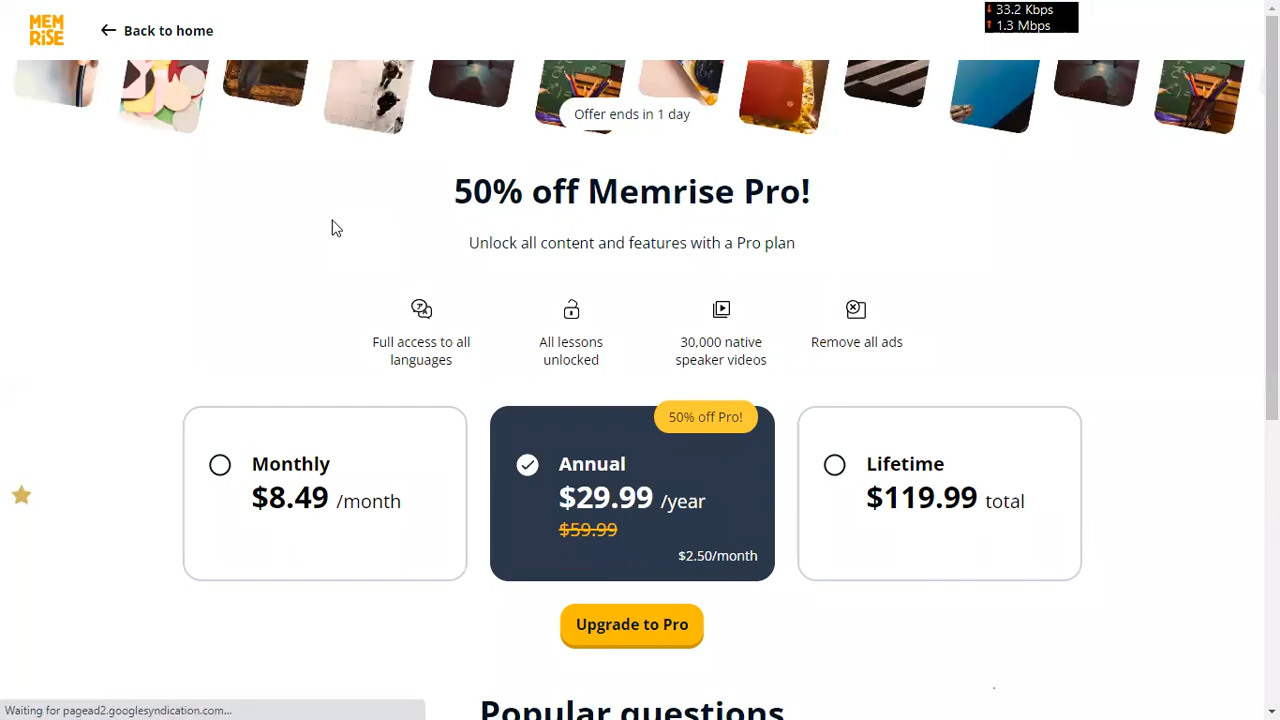 MEM
RiSE
Back to home
33.2 Kbps
1.3 Mbps
Offer ends in 1 day
50% off Memrise Pro!
Unlock all content and features with a Pro plan
Full access to all
languages
All lessons
unlocked
30,000 native
speaker videos
Remove all ads
Monthly
$8.49 /month
50% off Pro!
Annual
$29.99 /year
$59.99
$2.50/month
Lifetime
$119.99 total
Upgrade to Pro
Popular questions
Waiting for pagead2.googlesyndication.com...